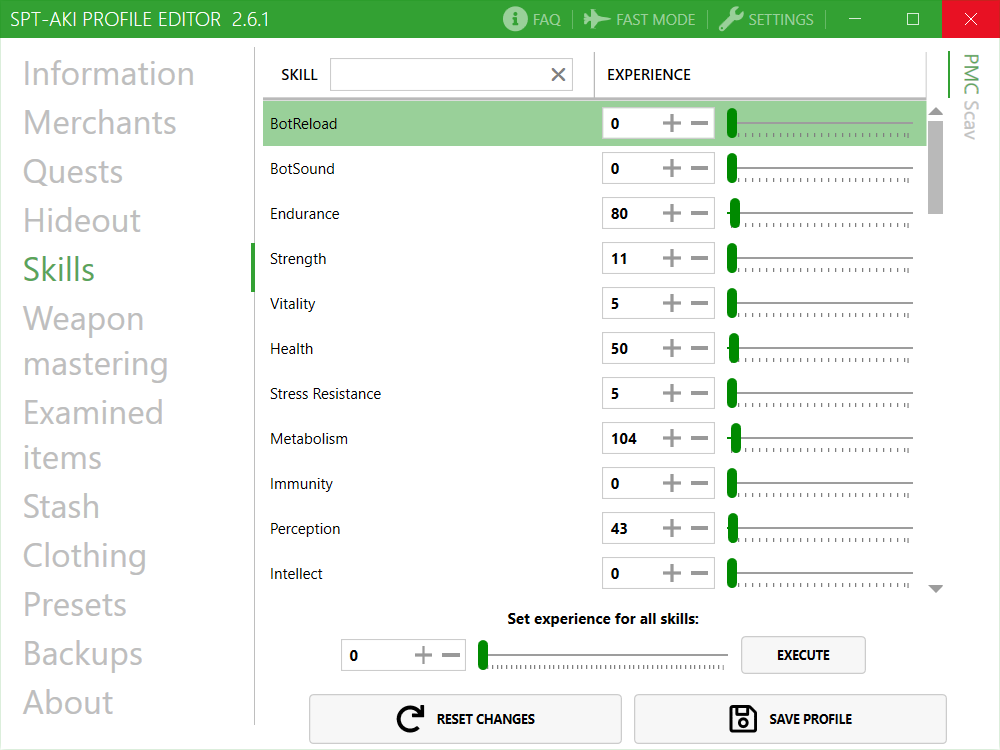 SPT-AKI PROFILE EDITOR 2.6.1
FAQ
FAST MODE
SETTINGS
Information
Merchants
Quests
Hideout
Skills
Weapon
mastering
Examined
items
Stash
Clothing
Presets
Backups
About
SKILL
EXPERIENCE
BotReload 0
BotSound 0
Endurance 80
Strength 11
Vitality 5
Health 50
Stress Resistance 5
Metabolism 104
Immunity 0
Perception 43
Intellect 0
Set experience for all skills:
0
EXECUTE
RESET CHANGES
SAVE PROFILE
PMC
Scav